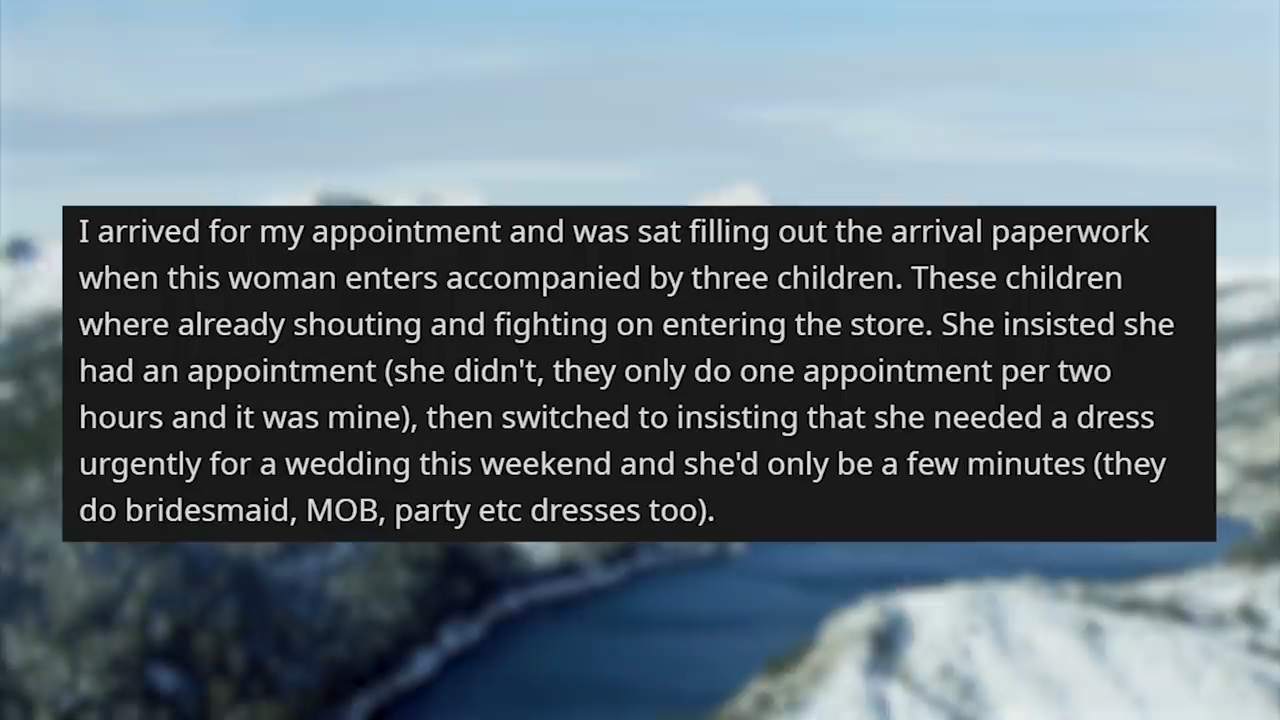 I arrived for my appointment and was sat filling out the arrival paperwork
when this woman enters accompanied by three children. These children
where already shouting and fighting on entering the store. She insisted she
had an appointment (she didn't, they only do one appointment per two
hours and it was mine), then switched to insisting that she needed a dress
urgently for a wedding this weekend and she'd only be a few minutes (they
do bridesmaid, MOB, party etc dresses too).